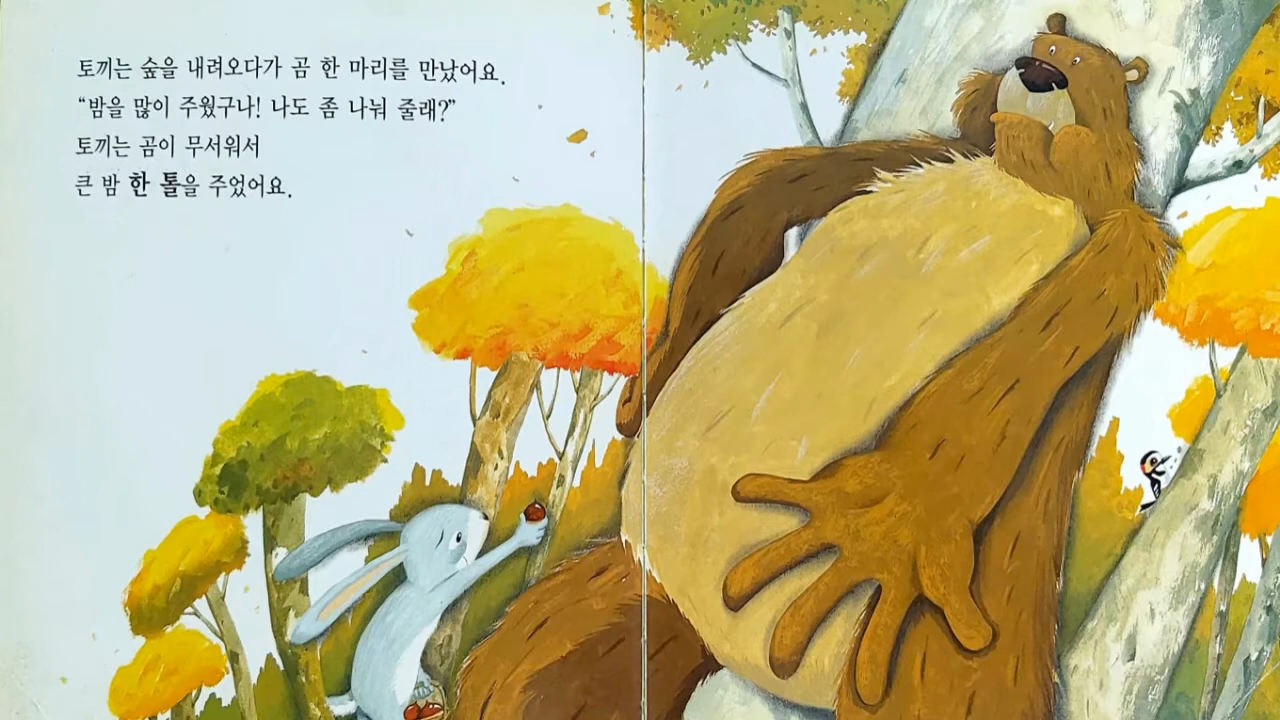 토끼는 숲을 내려오다가 곰 한 마리를 만났어요.
“밤을 많이 주웠구나! 나도 좀 나눠 줄래?”
토끼는 곰이 무서워서
큰 밤 한 톨을 주었어요.